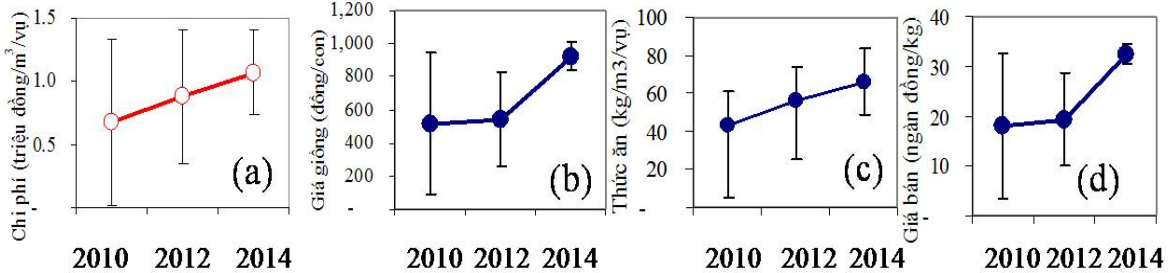 Chi phí (triệu đồng/m³/vụ)
1.5
1.0
0.5
-
(a)
2010 2012 2014
Giá giống (đồng/con)
1,200
1,000
800
600
400
200
-
(b)
2010 2012 2014
Thức ăn (kg/m3/vụ)
100
80
60
40
20
-
(c)
2010 2012 2014
Giá bán (ngàn đồng/kg)
40
30
20
10
-
(d)
2010 2012 2014